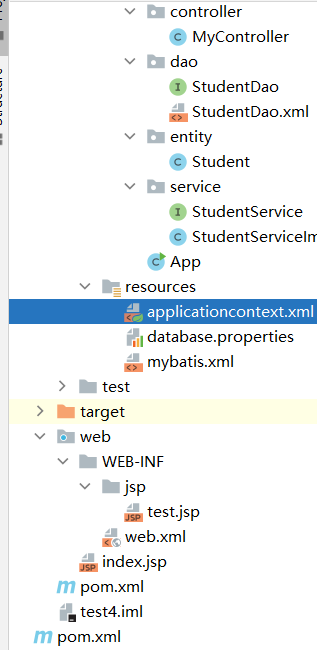 controller
MyController
dao
StudentDao
StudentDao.xml
entity
Student
service
StudentService
StudentServiceIm
App
resources
applicationcontext.xml
database.properties
mybatis.xml
test
target
web
WEB-INF
jsp
test.jsp
web.xml
index.jsp
pom.xml
test4.iml
pom.xml